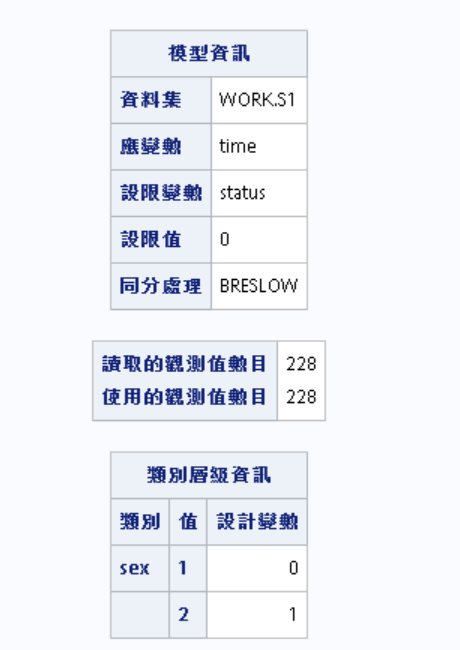 模型資訊
資料集 WORK.S1
應變數 time
設限變數 status
設限值 0
同分處理 BRESLOW
讀取的觀測值數目 228
使用的觀測值數目 228
類別層級資訊
類別 值 設計變數
sex 1 0
2 1